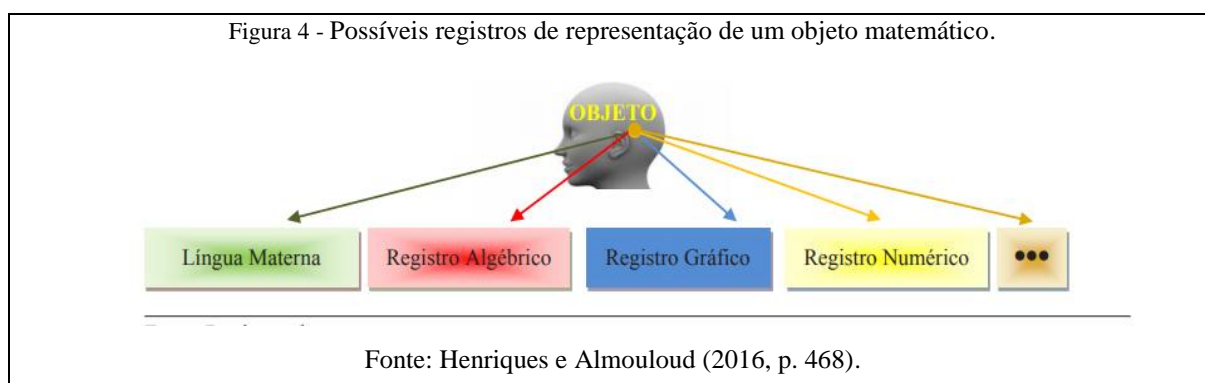 Figura 4 - Possíveis registros de representação de um objeto matemático.
OBJETO
Língua Materna
Registro Algébrico
Registro Gráfico
Registro Numérico
•••
Fonte: Henriques e Almouloud (2016, p. 468).